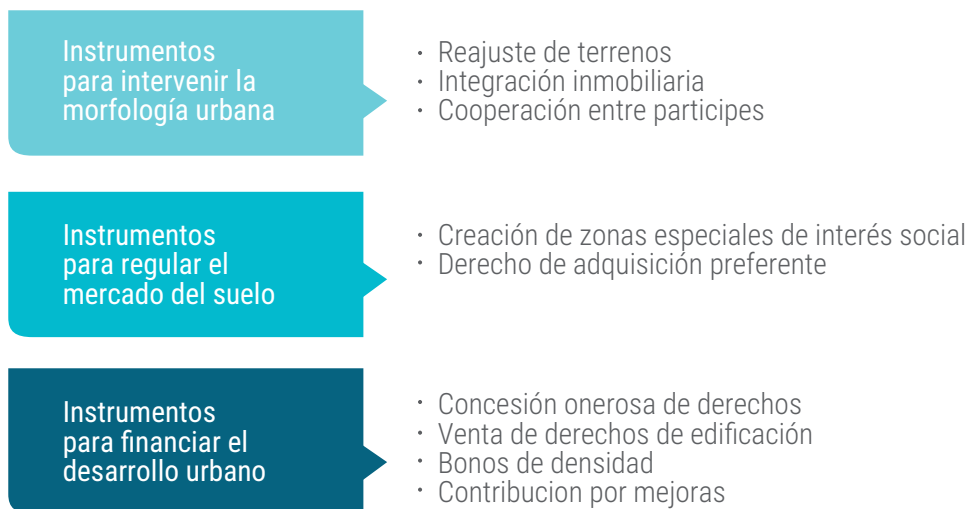 Instrumentos
para intervenir la
morfología urbana
· Reajuste de terrenos
· Integración inmobiliaria
· Cooperación entre participes
Instrumentos
para regular el
mercado del suelo
· Creación de zonas especiales de interés social
· Derecho de adquisición preferente
Instrumentos
para financiar el
desarrollo urbano
· Concesión onerosa de derechos
· Venta de derechos de edificación
· Bonos de densidad
· Contribucion por mejoras